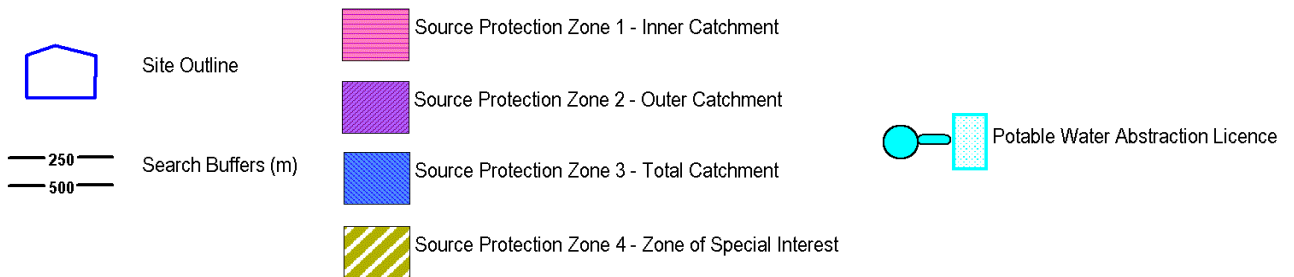 Site Outline
250
500
Search Buffers (m)
Source Protection Zone 1 - Inner Catchment
Source Protection Zone 2 - Outer Catchment
Source Protection Zone 3 - Total Catchment
Source Protection Zone 4 - Zone of Special Interest
Potable Water Abstraction Licence